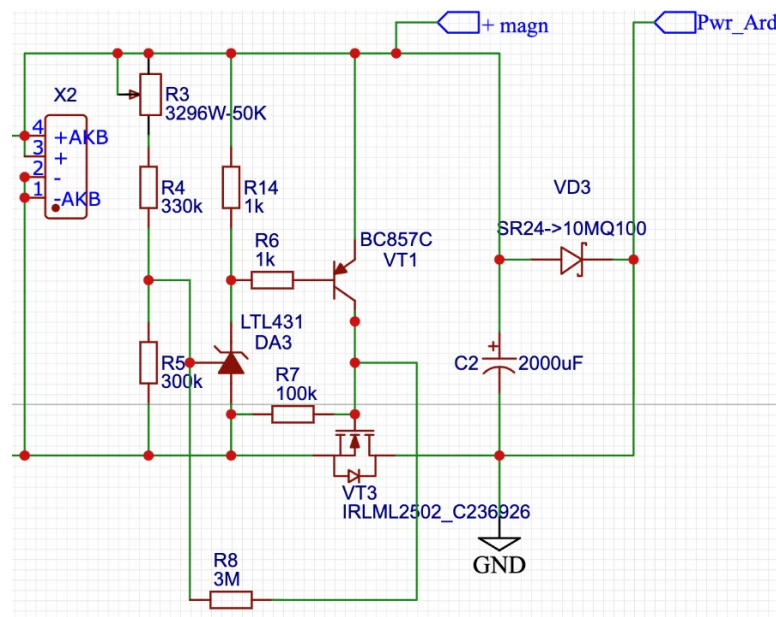 + magn
Pwr_Ard
X2
4 +AKB
3 +
2 -
1 -AKB
R3
3296W-50K
R4
330k
R14
1k
R6
1k
BC857C
VT1
VD3
SR24->10MQ100
LTL431
DA3
R5
300k
R7
100k
+
C2 2000uF
VT3
IRLML2502_C236926
GND
R8
3M